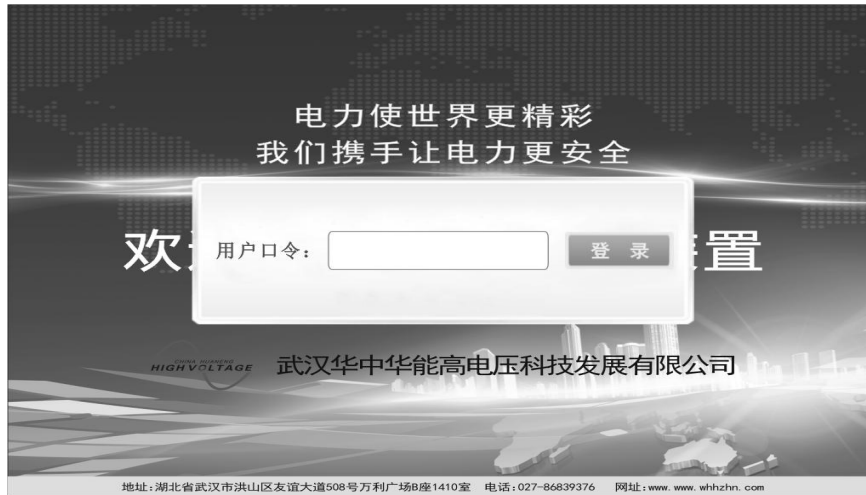 电力使世界更精彩
我们携手让电力更安全
欢
置
用户口令:
登 录
HIGHVOLTAGE
武汉华中华能高电压科技发展有限公司
地址:湖北省武汉市洪山区友谊大道508号万利广场B座1410室 电话:027-86839376 网址:www.www.whhzhn.com